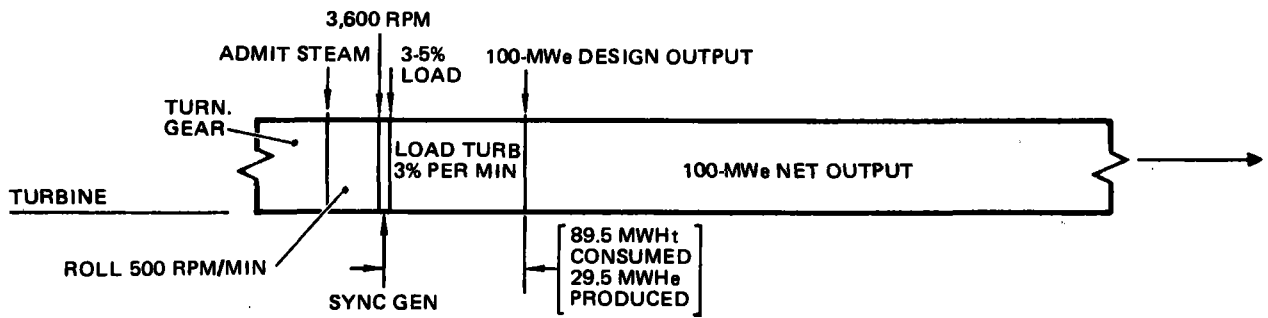 3,600 RPM
ADMIT STEAM
3-5%
LOAD
100-MWe DESIGN OUTPUT
TURN.
GEAR
LOAD TURB
3% PER MIN
100-MWe NET OUTPUT
TURBINE
ROLL 500 RPM/MIN
SYNC GEN
89.5 MWHt
CONSUMED
29.5 MWHe
PRODUCED